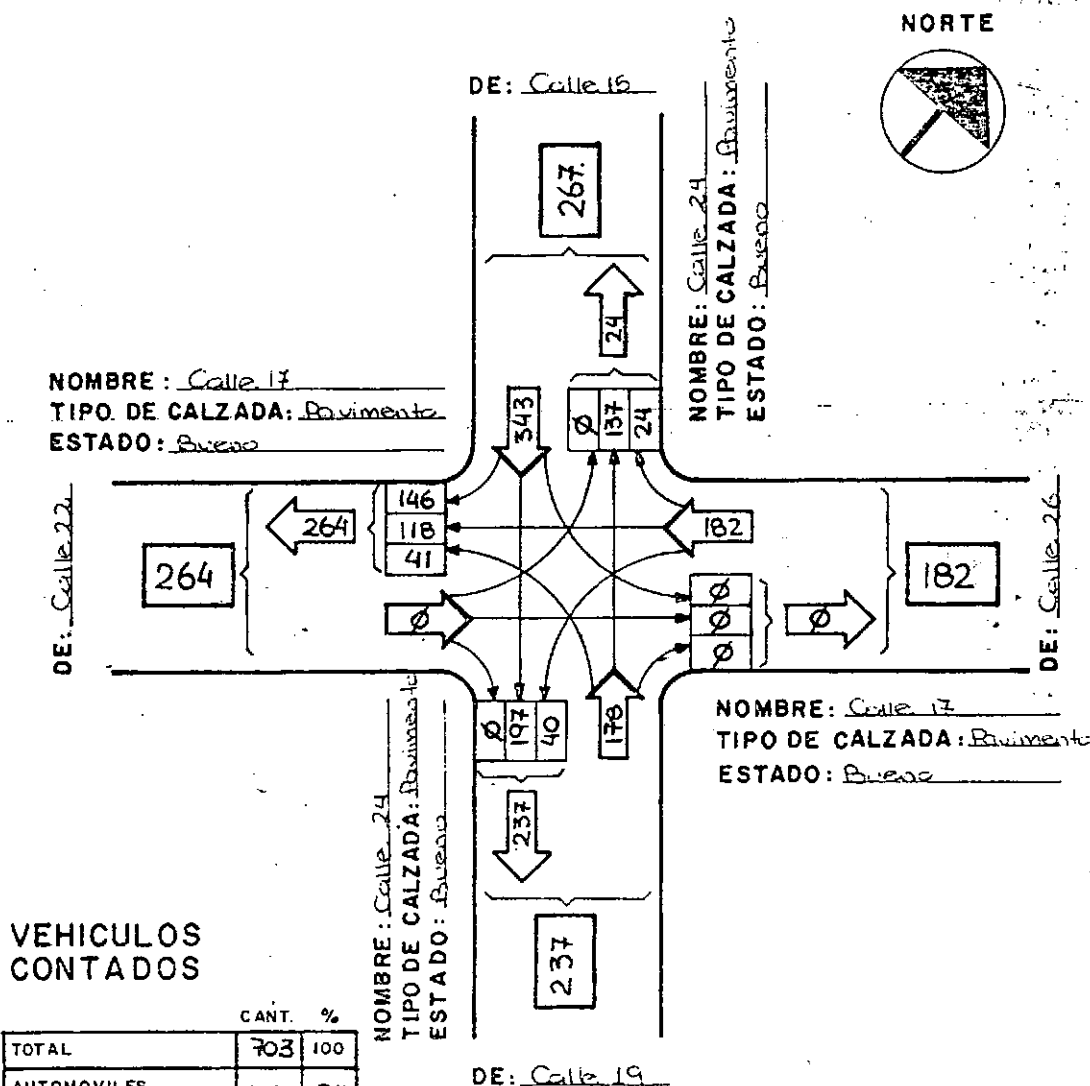 NORTE
DE: Calle 15
267.
24
NOMBRE: Calle 24
TIPO DE CALZADA: Pavimento
ESTADO: Bueno
NOMBRE: Calle 17
TIPO. DE CALZADA: Pavimento
ESTADO: Bueno
343
Ø 137 24
146
118
41
264
264
182
182
DE: Calle 22
DE: Calle 26
Ø
Ø
Ø
Ø
Ø
Ø 197 40
178
NOMBRE: Calle 17
TIPO DE CALZADA: Pavimento
ESTADO: Bueno
237
237
NOMBRE: Calle 24
TIPO DE CALZADA: Pavimento
ESTADO: Bueno
VEHICULOS
CONTADOS
CANT. %
TOTAL 703 100
AUTOMOVILES
DE: Calle 19